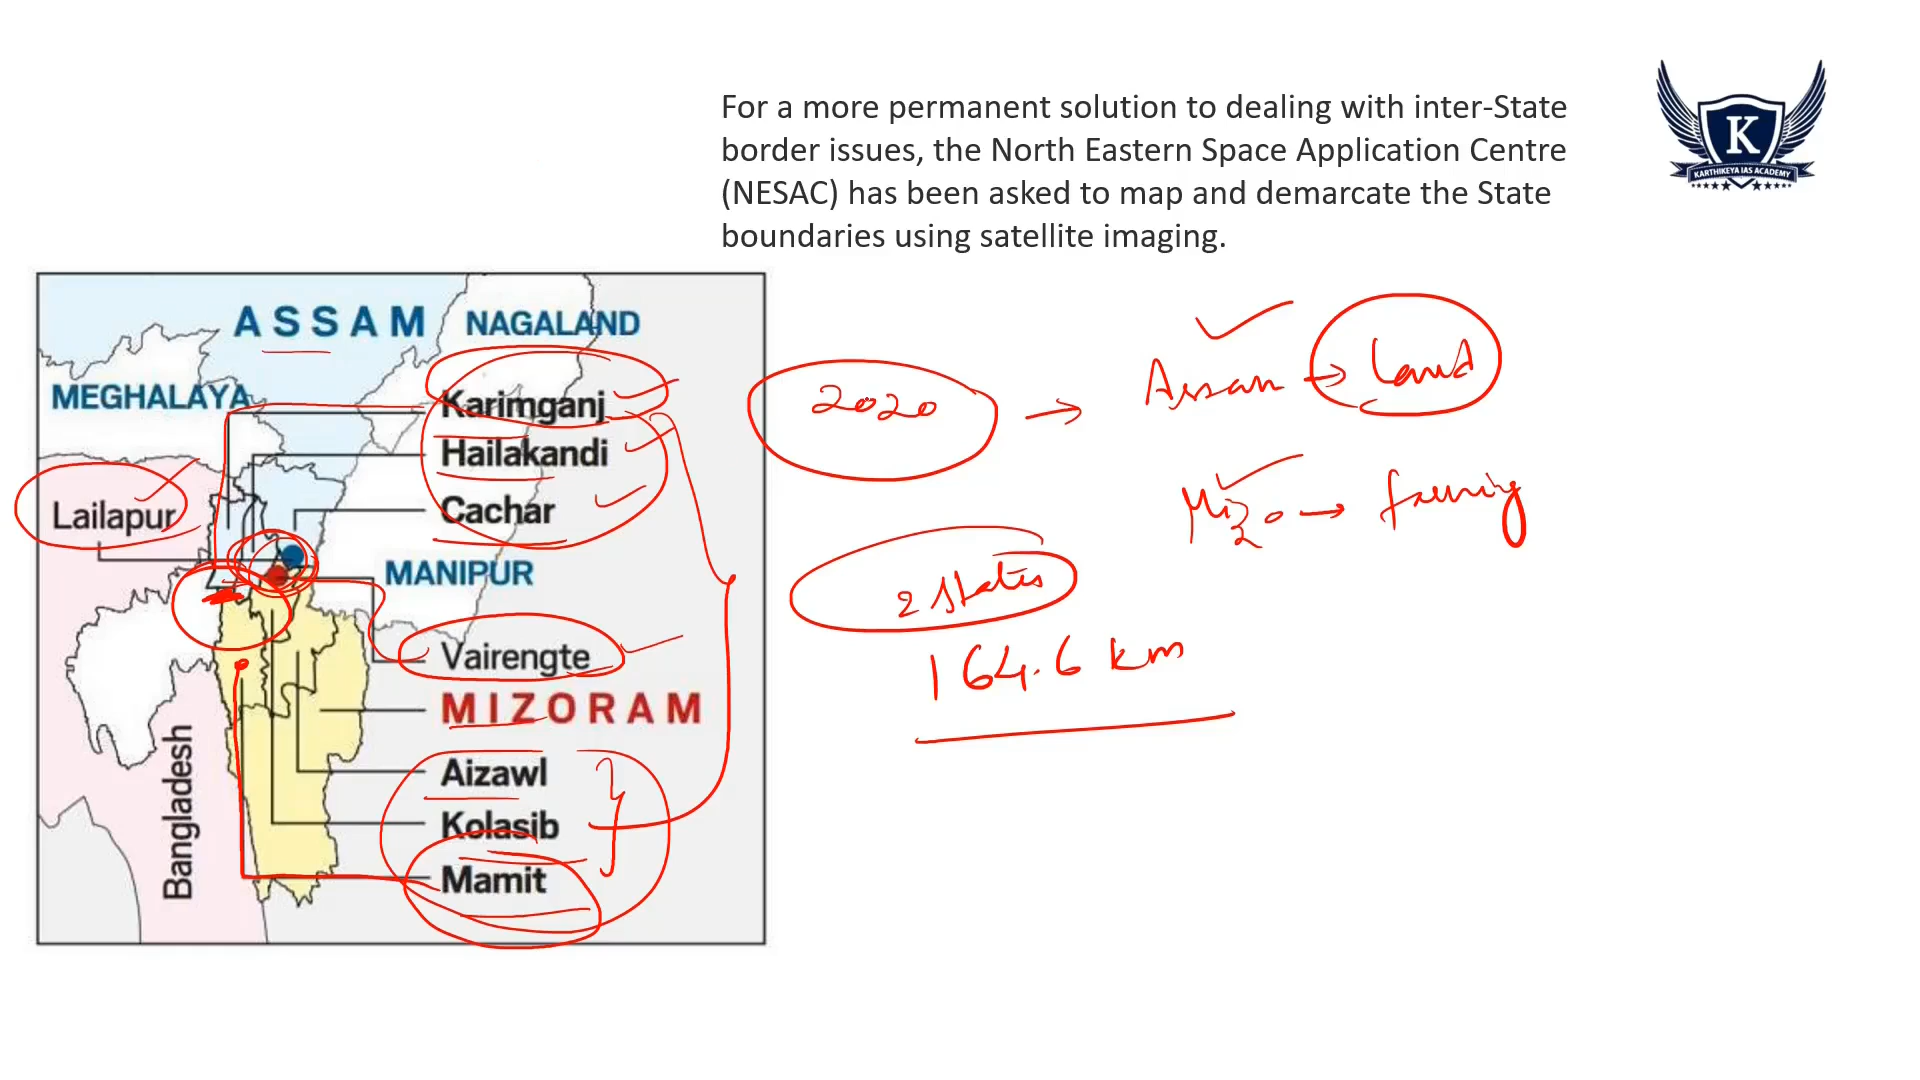 For a more permanent solution to dealing with inter-State
border issues, the North Eastern Space Application Centre
(NESAC) has been asked to map and demarcate the State
boundaries using satellite imaging.
K
KARTHIKEYA IAS ACADEMY
ASSAM
NAGALAND
MEGHALAYA
Karimganj
Hailakandi
Lailapur
Cachar
MANIPUR
Vairengte
MIZORAM
Aizawl
Kolasib
Mamit
Bangladesh
2020 → Assam → Land
Mizo →
2 States
164.6 km